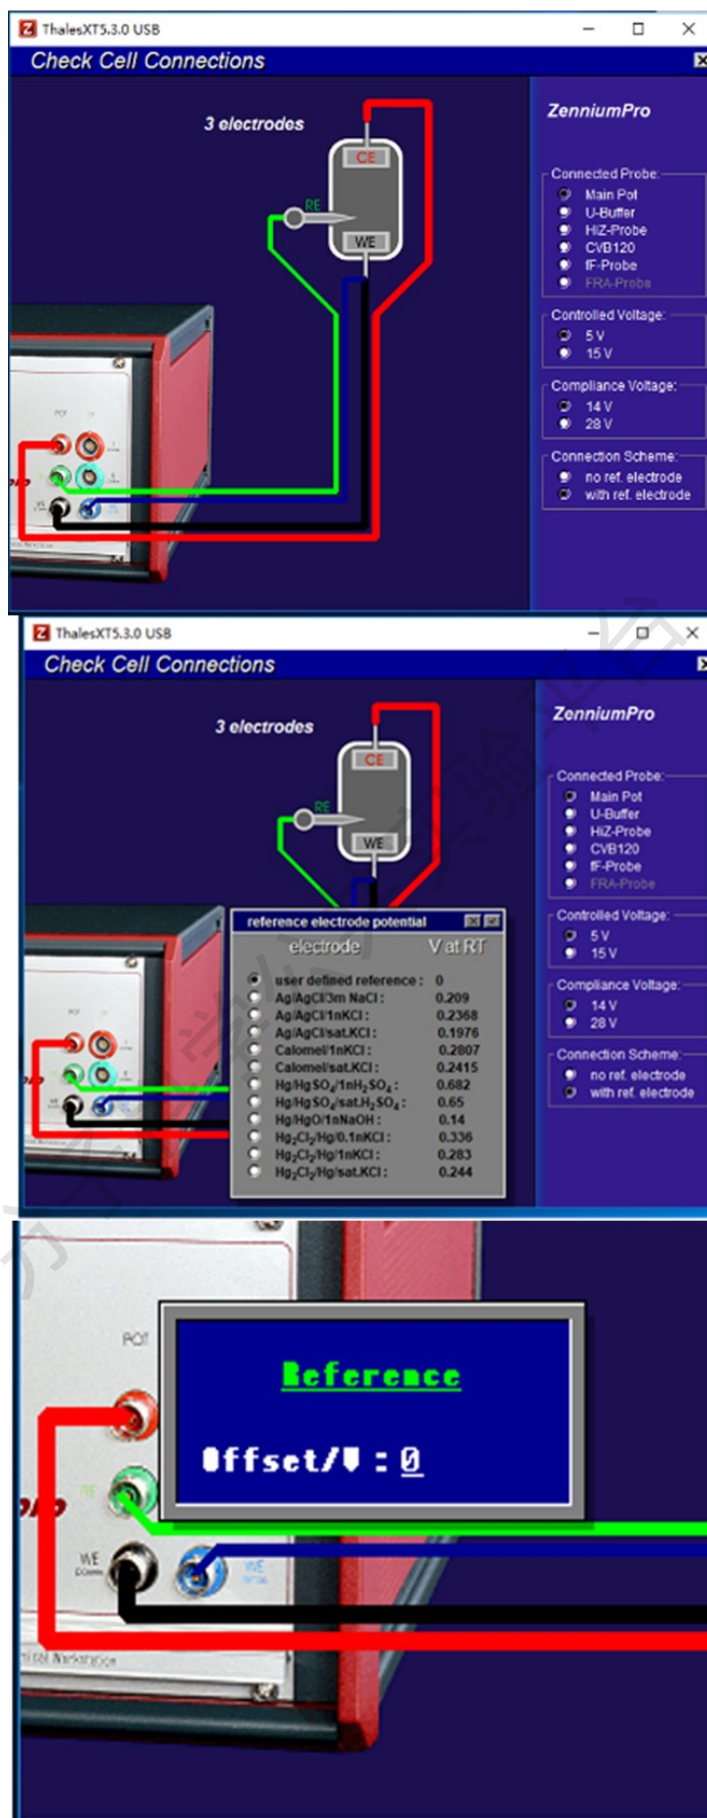 ThalesXT5.3.0 USB
Check Cell Connections
3 electrodes
CE
RE
WE
ZenniumPro
Connected Probe:
Main Pot
U-Buffer
HiZ-Probe
CVB120
fF-Probe
FRA-Probe
Controlled Voltage:
5 V
15 V
Compliance Voltage:
14 V
28 V
Connection Scheme:
no ref. electrode
with ref. electrode
POT
WE
ThalesXT5.3.0 USB
Check Cell Connections
3 electrodes
CE
RE
WE
ZenniumPro
Connected Probe:
Main Pot
U-Buffer
HiZ-Probe
CVB120
fF-Probe
FRA-Probe
Controlled Voltage:
5 V
15 V
Compliance Voltage:
14 V
28 V
Connection Scheme:
no ref. electrode
with ref. electrode
POT
WE
reference electrode potential
electrode V at RT
user defined reference : 0
Ag/AgCl/3m NaCl : 0.209
Ag/AgCl/1nKCl : 0.2368
Ag/AgCl/sat.KCl : 0.1976
Calomel/1nKCl : 0.2807
Calomel/sat.KCl : 0.2415
Hg/HgSO₄/1nH₂SO₄ : 0.682
Hg/HgSO₄/sat.H₂SO₄ : 0.65
Hg/HgO/1nNaOH : 0.14
Hg₂Cl₂/Hg/0.1nKCl : 0.336
Hg₂Cl₂/Hg/1nKCl : 0.283
Hg₂Cl₂/Hg/sat.KCl : 0.244
POT
Reference
Offset/V : 0
RE
WE
WE